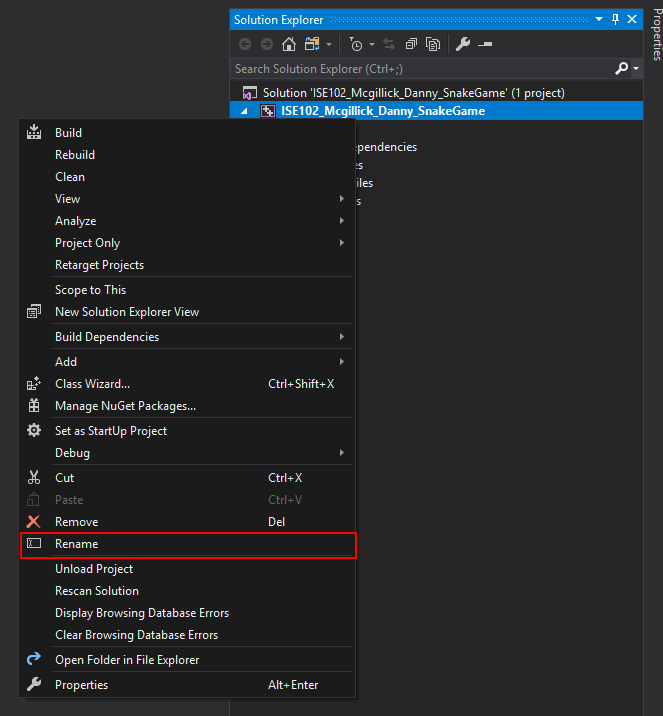 Solution Explorer
Properties
Search Solution Explorer (Ctrl+;)
Solution 'ISE102_Mcgillick_Danny_SnakeGame' (1 project)
ISE102_Mcgillick_Danny_SnakeGame
ependencies
es
iles
s
Build
Rebuild
Clean
View
Analyze
Project Only
Retarget Projects
Scope to This
New Solution Explorer View
Build Dependencies
Add
Class Wizard... Ctrl+Shift+X
Manage NuGet Packages...
Set as StartUp Project
Debug
Cut Ctrl+X
Paste Ctrl+V
Remove Del
Rename
Unload Project
Rescan Solution
Display Browsing Database Errors
Clear Browsing Database Errors
Open Folder in File Explorer
Properties Alt+Enter